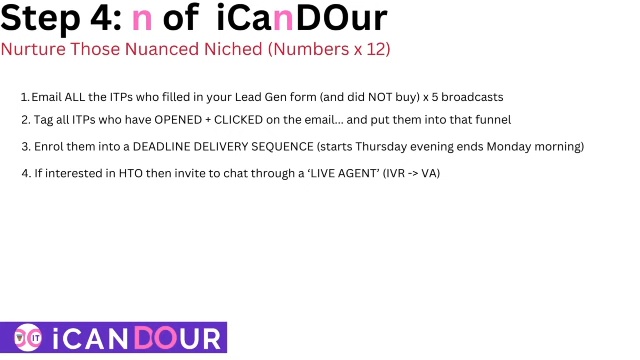 Step 4: n of iCanDOur
Nurture Those Nuanced Niched (Numbers x 12)
1. Email ALL the ITPs who filled in your Lead Gen form (and did NOT buy) x 5 broadcasts
2. Tag all ITPs who have OPENED + CLICKED on the email... and put them into that funnel
3. Enrol them into a DEADLINE DELIVERY SEQUENCE (starts Thursday evening ends Monday morning)
4. If interested in HTO then invite to chat through a ‘LIVE AGENT’ (IVR -> VA)
IT iCANDOUR